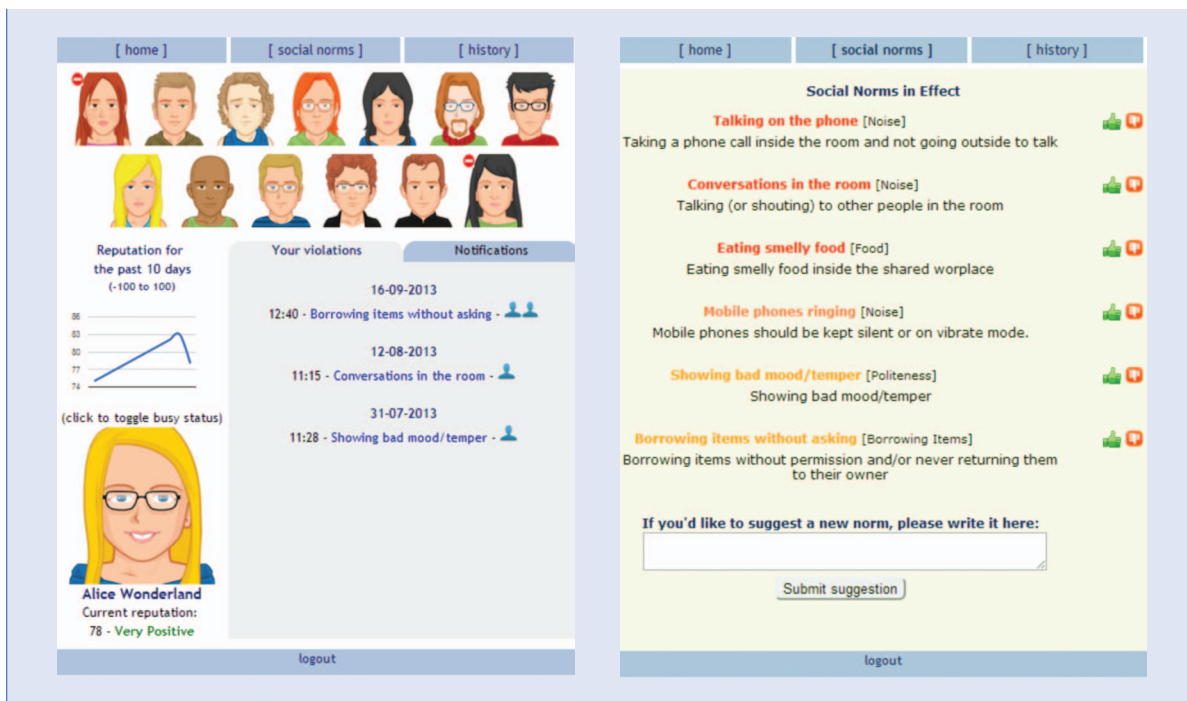 [ home ]
[ social norms ]
[ history ]
Reputation for
the past 10 days
(-100 to 100)
86
83
80
77
74
(click to toggle busy status)
Alice Wonderland
Current reputation:
78 - Very Positive
Your violations
Notifications
16-09-2013
12:40 - Borrowing items without asking -
12-08-2013
11:15 - Conversations in the room -
31-07-2013
11:28 - Showing bad mood/temper -
logout
[ home ]
[ social norms ]
[ history ]
Social Norms in Effect
Talking on the phone [Noise]
Taking a phone call inside the room and not going outside to talk
Conversations in the room [Noise]
Talking (or shouting) to other people in the room
Eating smelly food [Food]
Eating smelly food inside the shared worplace
Mobile phones ringing [Noise]
Mobile phones should be kept silent or on vibrate mode.
Showing bad mood/temper [Politeness]
Showing bad mood/temper
Borrowing items without asking [Borrowing Items]
Borrowing items without permission and/or never returning them
to their owner
If you'd like to suggest a new norm, please write it here:
Submit suggestion
logout